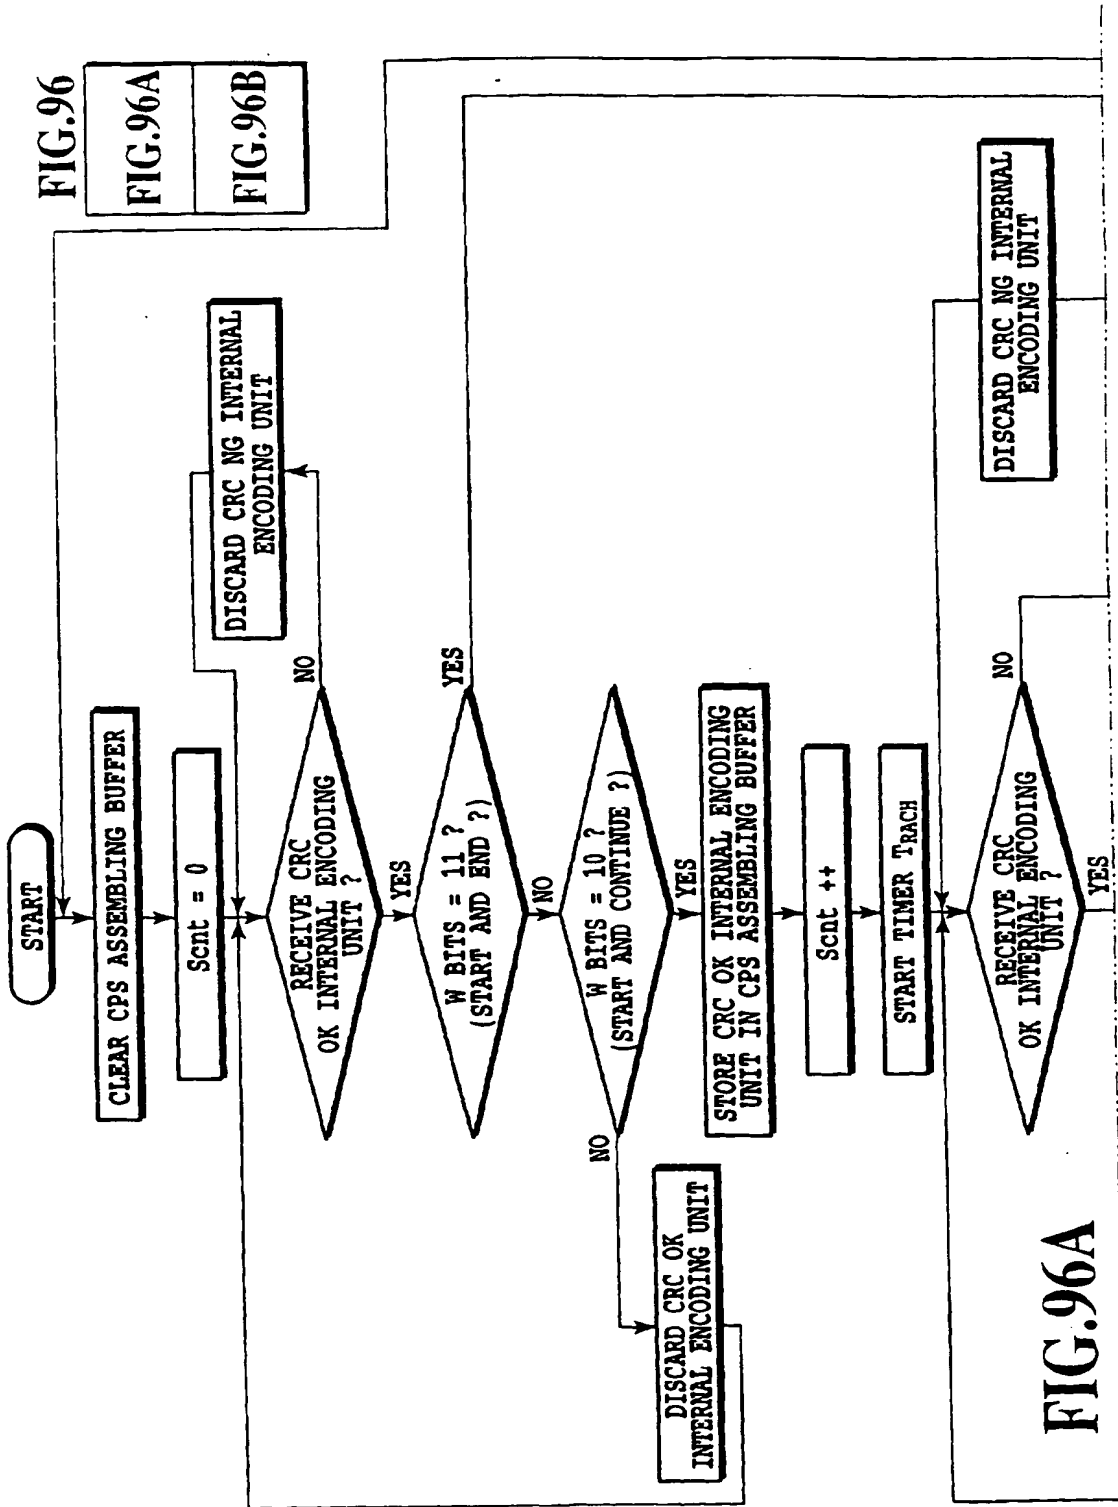 FIG.96
FIG.96A
FIG.96B
START
CLEAR CPS ASSEMBLING BUFFER
Scnt = 0
RECEIVE CRC
OK INTERNAL ENCODING
UNIT ?
NO
DISCARD CRC NG INTERNAL
ENCODING UNIT
YES
W BITS = 11 ?
(START AND END ?)
YES
NO
W BITS = 10 ?
(START AND CONTINUE ?)
NO
DISCARD CRC OK
INTERNAL ENCODING UNIT
YES
STORE CRC OK INTERNAL ENCODING
UNIT IN CPS ASSEMBLING BUFFER
Scnt ++
START TIMER TRACH
RECEIVE CRC
OK INTERNAL ENCODING
UNIT ?
NO
DISCARD CRC NG INTERNAL
ENCODING UNIT
YES
FIG.96A